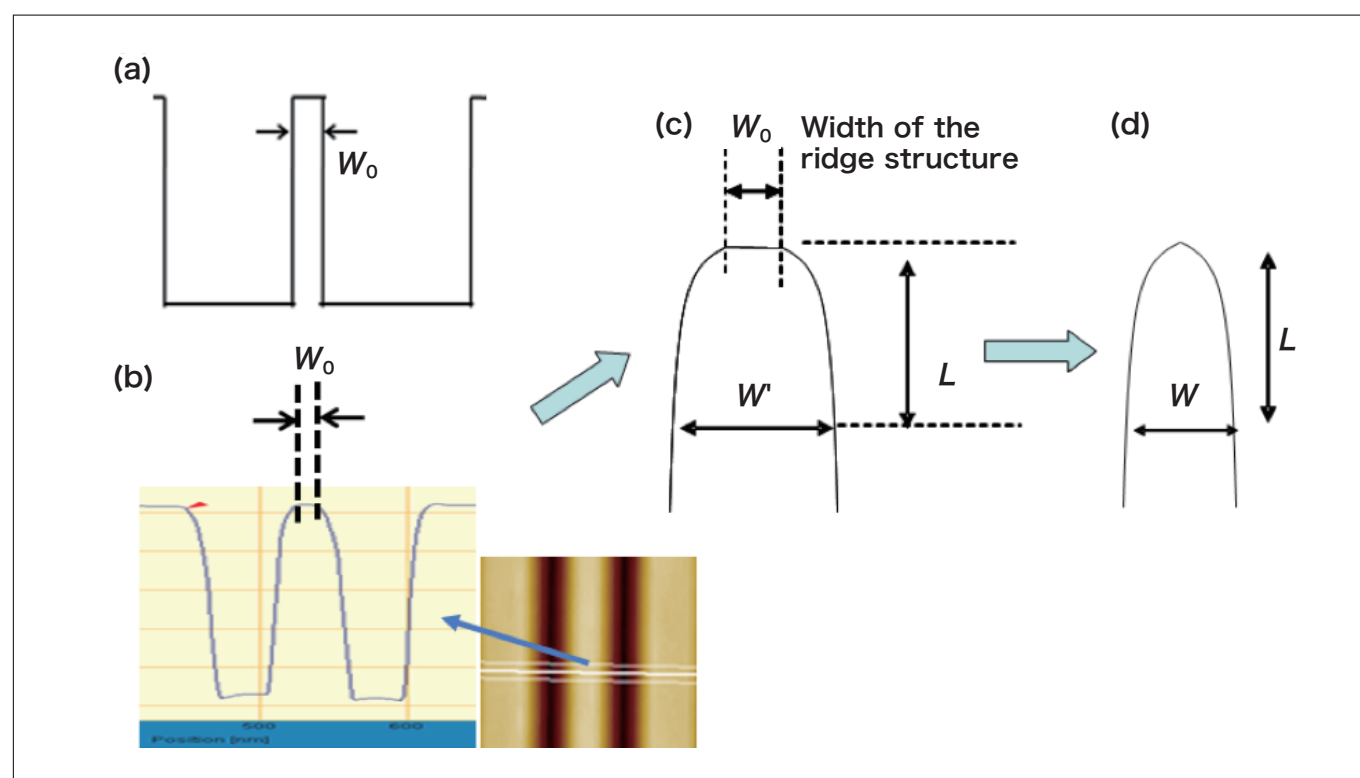 (a)
W₀
(b)
W₀
500 600
Position [nm]
(c)
W₀
Width of the
ridge structure
W'
L
(d)
W
L